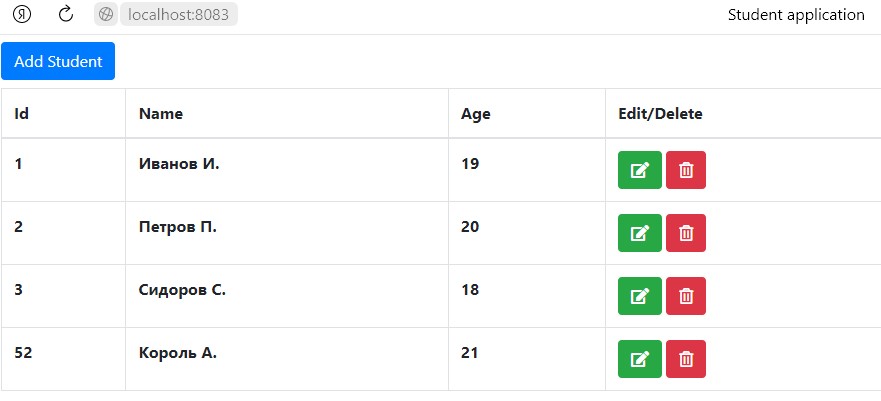 Я localhost:8083 Student application
Add Student
Id Name Age Edit/Delete
1 Иванов И. 19
2 Петров П. 20
3 Сидоров С. 18
52 Король А. 21